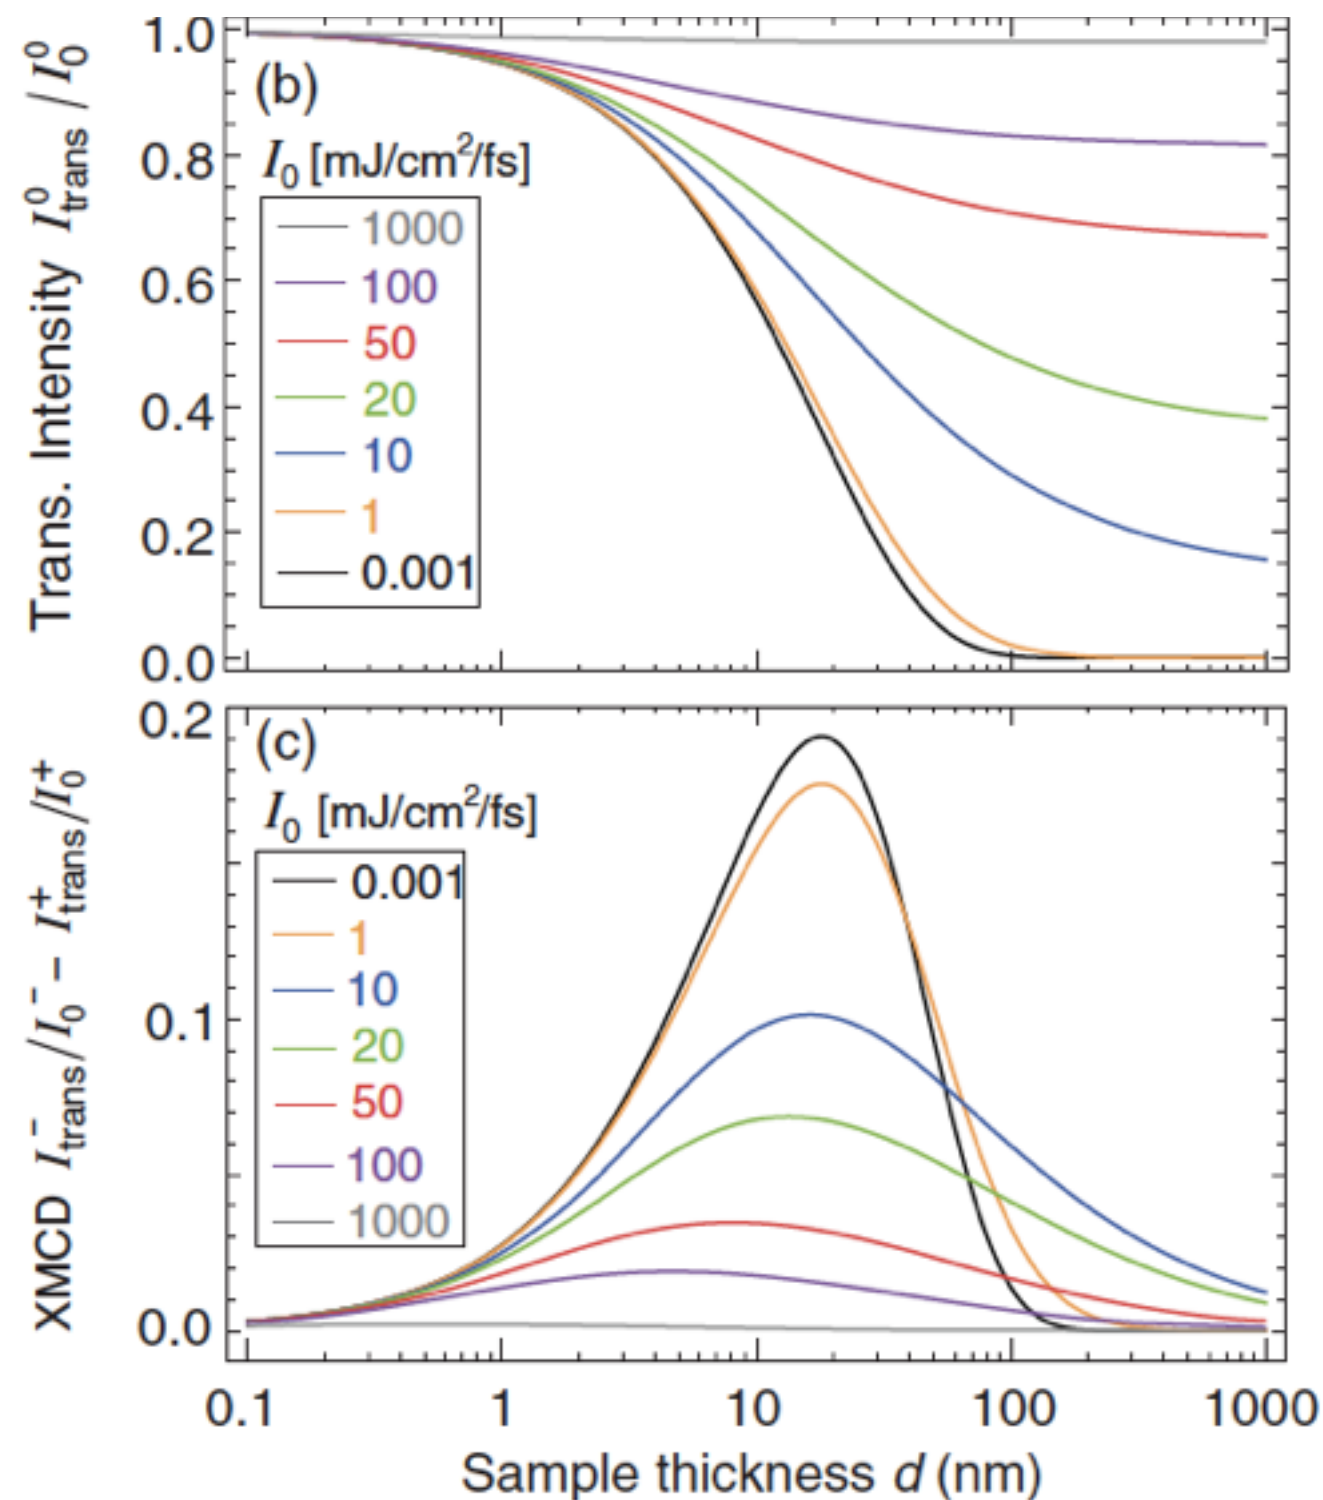 Trans. Intensity I⁰trans / I⁰0
1.0
0.8
0.6
0.4
0.2
0.0
(b)
I0 [mJ/cm²/fs]
1000
100
50
20
10
1
0.001
XMCD I⁻trans/I0⁻ – I⁺trans/I0⁺
0.2
0.1
0.0
(c)
I0 [mJ/cm²/fs]
0.001
1
10
20
50
100
1000
0.1 1 10 100 1000
Sample thickness d (nm)